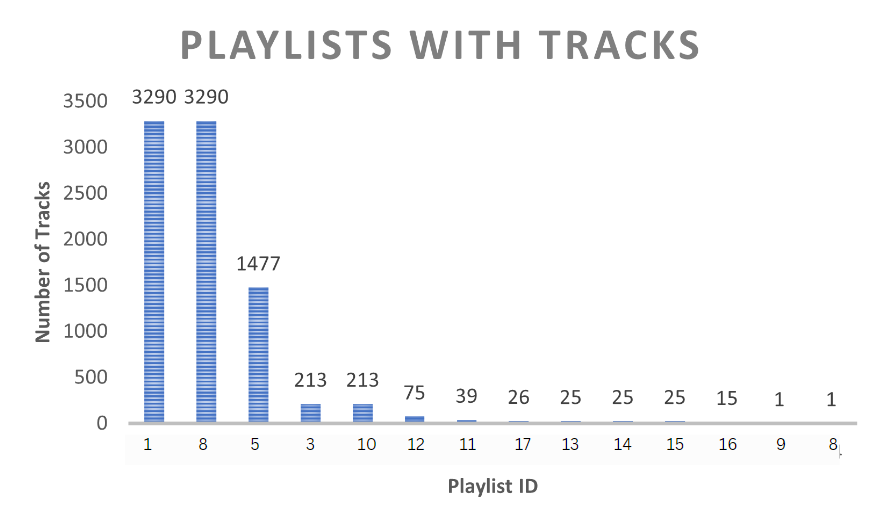 PLAYLISTS WITH TRACKS
3500
3000
2500
2000
1500
1000
500
0
Number of Tracks
3290 3290 1477 213 213 75 39 26 25 25 25 15 1 1
1 8 5 3 10 12 11 17 13 14 15 16 9 8
Playlist ID